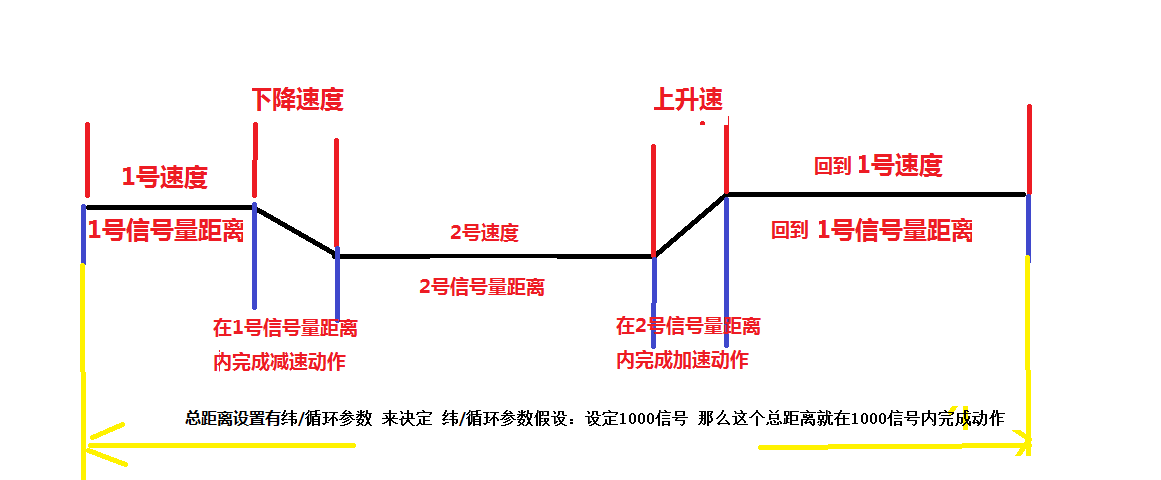 下降速度
上升速
1号速度
回到 1号速度
1号信号量距离
2号速度
回到 1号信号量距离
2号信号量距离
在1号信号量距离
内完成减速动作
在2号信号量距离
内完成加速动作
总距离设置有纬/循环参数 来决定 纬/循环参数假设：设定1000信号 那么这个总距离就在1000信号内完成动作